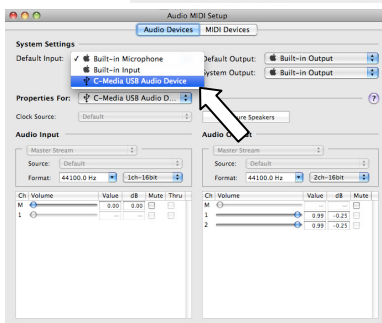 Audio MIDI Setup
Audio Devices MIDI Devices
System Settings
Default Input: ✓ Built-in Microphone Default Output: Built-in Output
Built-in Input System Output: Built-in Output
C-Media USB Audio Device
Properties For: C-Media USB Audio D... ?
Clock Source: Default Speakers
Audio Input Audio
Master Stream Master Stream
Source: Default Source: Default
Format: 44100.0 Hz 1ch-16bit Format: 44100.0 Hz 2ch-16bit
Ch Volume Value dB Mute Thru Ch Volume Value dB Mute
M 0.00 0.00 M -- --
1 -- -- 1 0.99 -0.25
2 0.99 -0.25